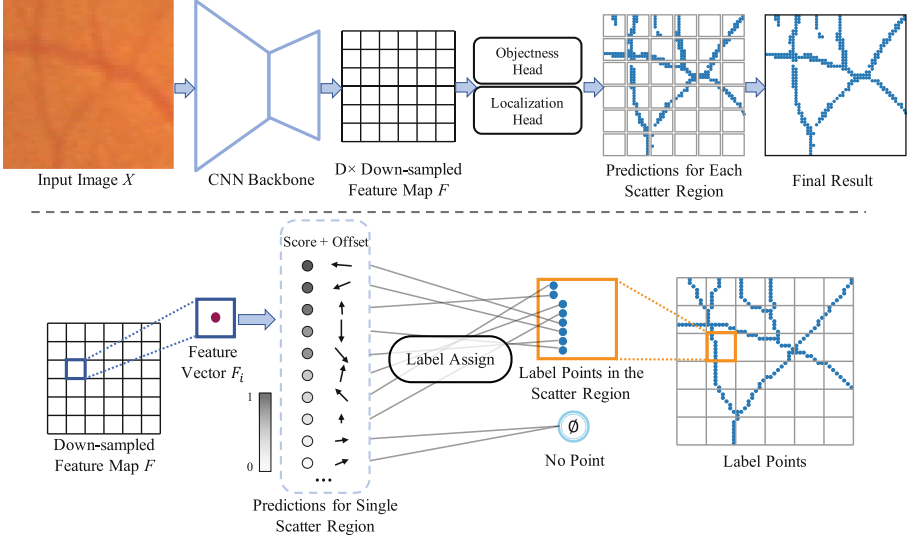 Objectness
Head
Localization
Head
Input Image X
CNN Backbone
D× Down-sampled
Feature Map F
Predictions for Each
Scatter Region
Final Result
Score + Offset
Feature
Vector Fi
1
0
Down-sampled
Feature Map F
Label Assign
Label Points in the
Scatter Region
∅
No Point
Label Points
...
Predictions for Single
Scatter Region